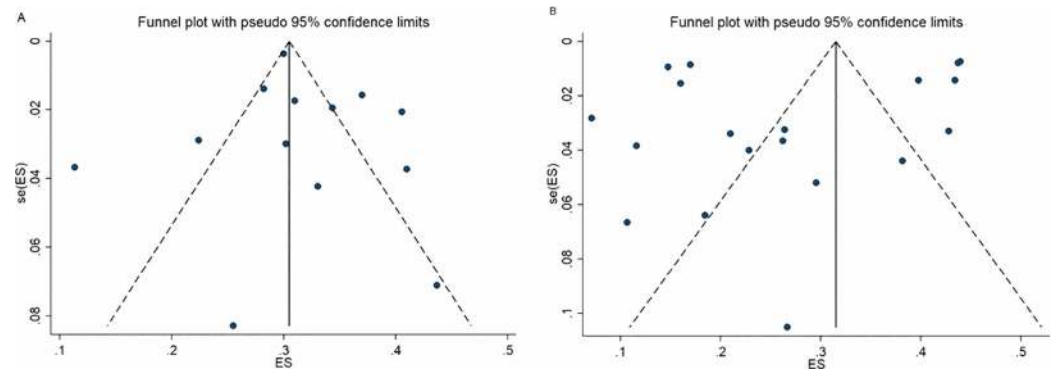 A
Funnel plot with pseudo 95% confidence limits
0
.02
.04
.06
.08
se(ES)
.1
.2
.3
.4
.5
ES
B
Funnel plot with pseudo 95% confidence limits
0
.02
.04
.06
.08
.1
se(ES)
.1
.2
.3
.4
.5
ES